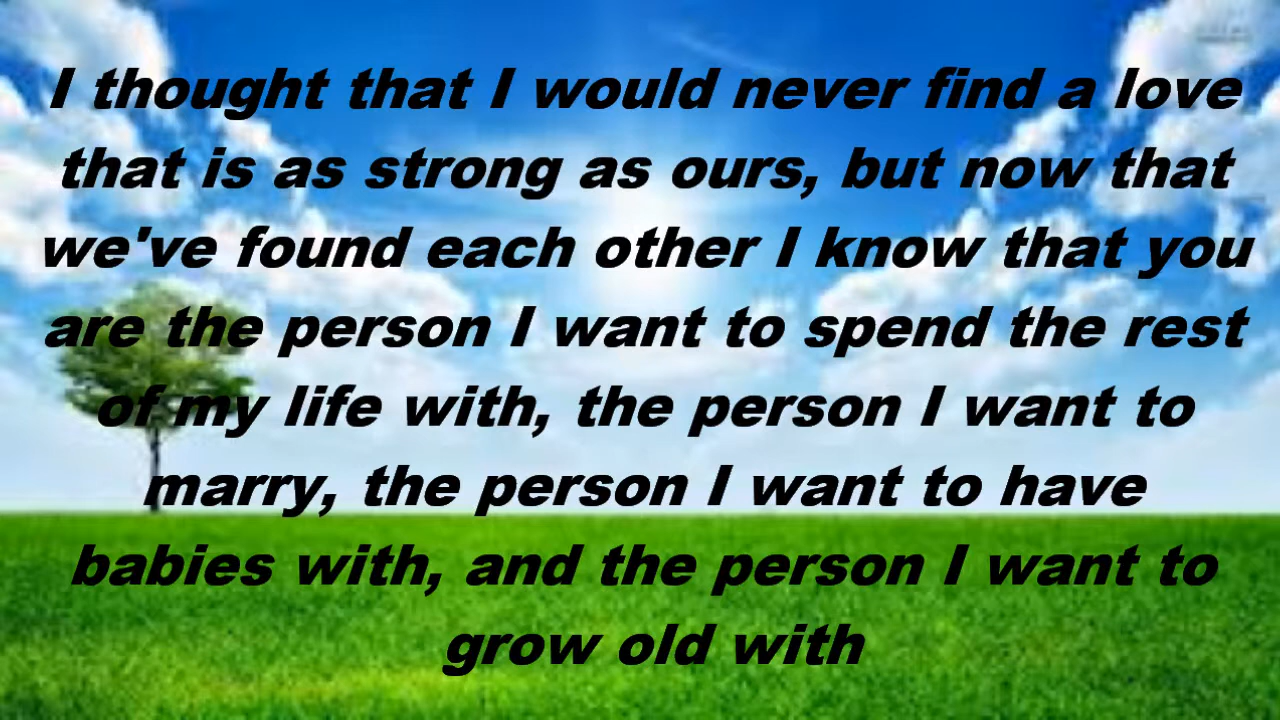 I thought that I would never find a love
that is as strong as ours, but now that
we've found each other I know that you
are the person I want to spend the rest
of my life with, the person I want to
marry, the person I want to have
babies with, and the person I want to
grow old with